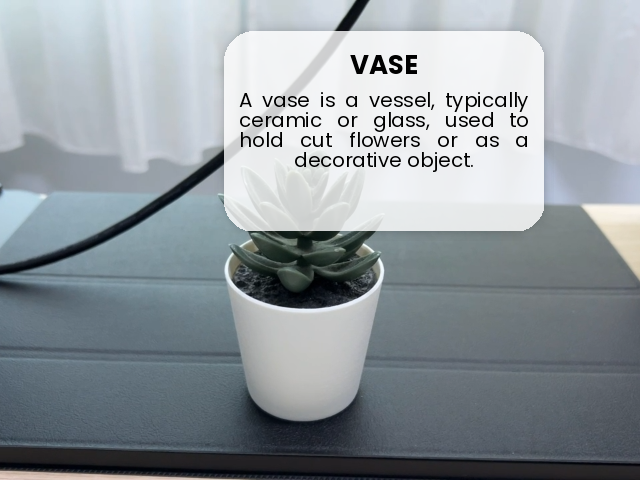 VASE
A vase is a vessel, typically
ceramic or glass, used to
hold cut flowers or as a
decorative object.